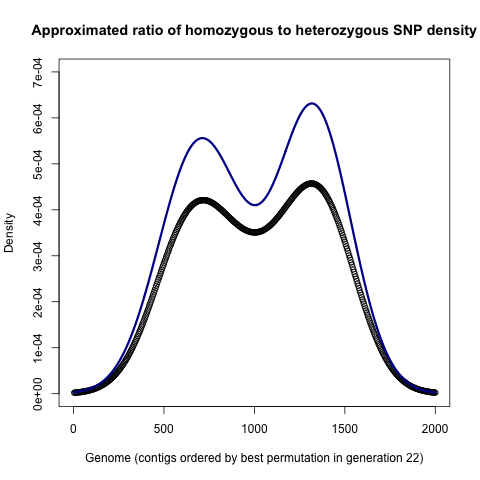 Approximated ratio of homozygous to heterozygous SNP density
7e-04
6e-04
5e-04
4e-04
3e-04
2e-04
1e-04
0e+00
Density
0 500 1000 1500 2000
Genome (contigs ordered by best permutation in generation 22)